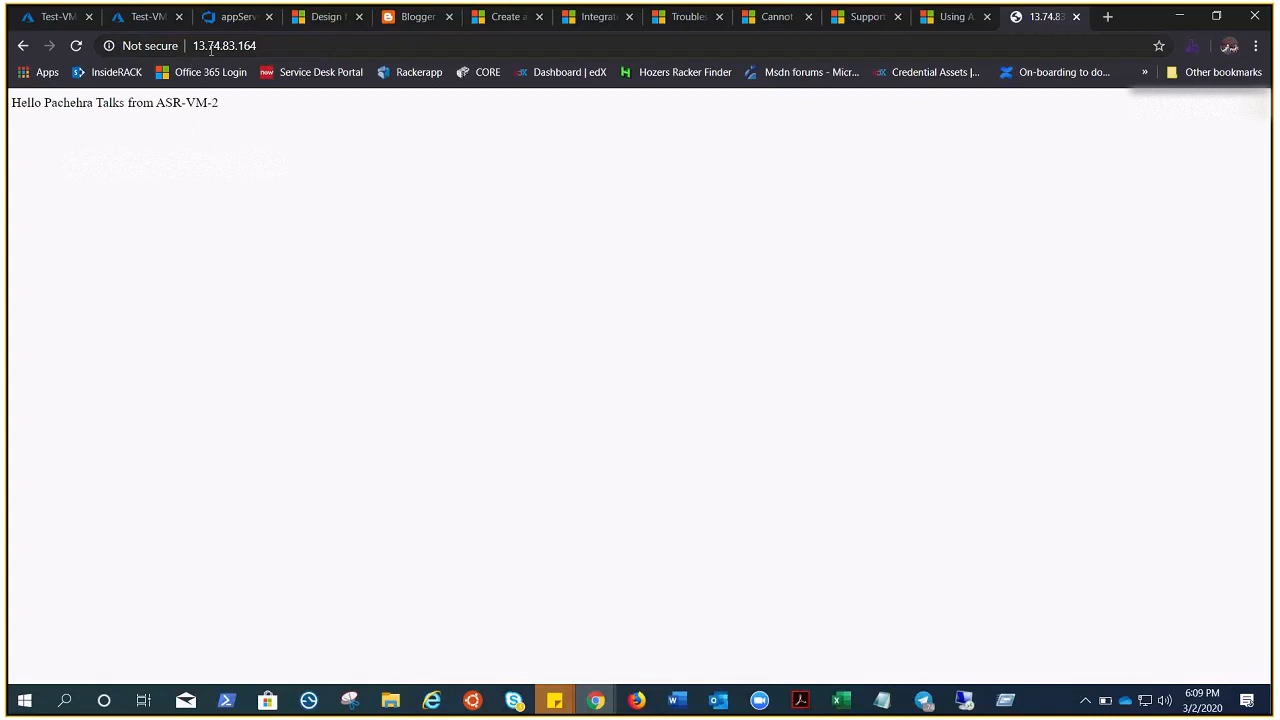 Test-VM
Test-VM
appServ
Design
Blogger
Create a
Integrat
Troubles
Cannot
Support
Using A
13.74.83
Not secure
13.74.83.164
Apps
InsideRACK
Office 365 Login
now
Service Desk Portal
Rackerapp
CORE
Dashboard | edX
Hozers Racker Finder
Msdn forums - Micr...
Credential Assets |...
On-boarding to do...
»
Other bookmarks
Hello Pachehra Talks from ASR-VM-2
6:09 PM
3/2/2020